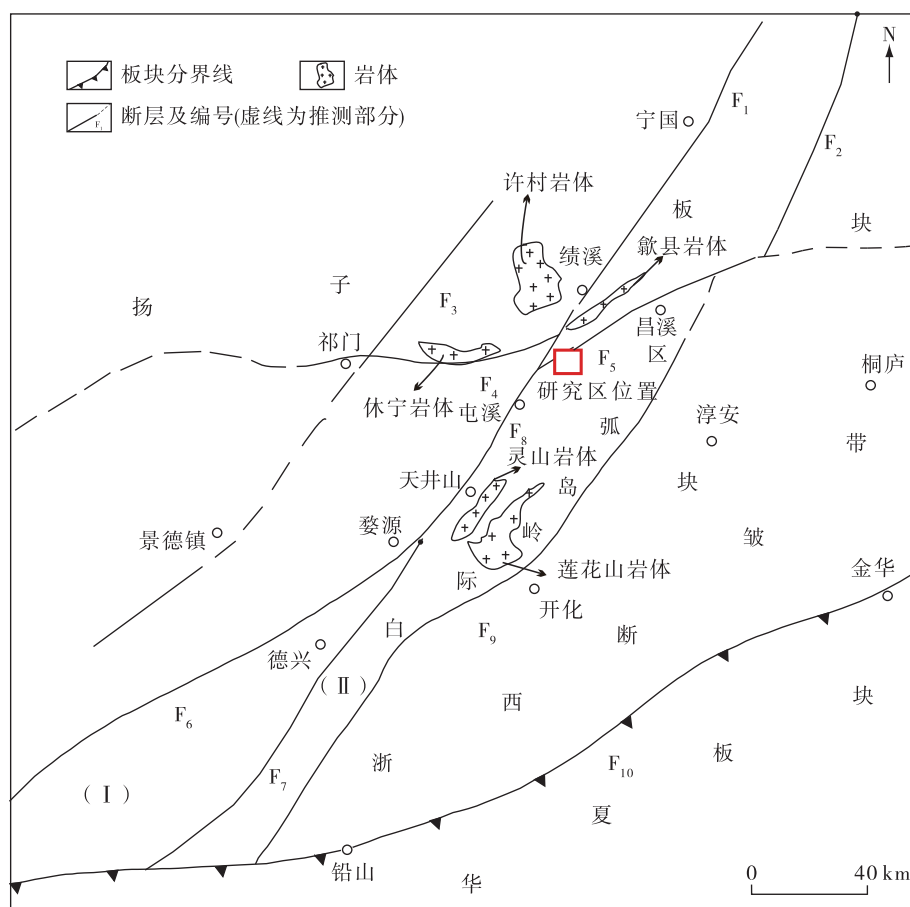 板块分界线
岩体
断层及编号(虚线为推测部分)
F₁
N
F₁
宁国
F₂
许村岩体
板
块
歙县岩体
绩溪
子
扬
F₃
昌溪
祁门
F₅
区
桐庐
F₄
研究区位置
休宁岩体
屯溪
弧
淳安
带
F₈
灵山岩体
天井山
岛
块
景德镇
婺源
岭
皱
际
莲花山岩体
金华
开化
白
F₉
断
德兴
(Ⅱ)
西
块
F₆
浙
板
F₇
F₁₀
(Ⅰ)
夏
铅山
华
0
40 km